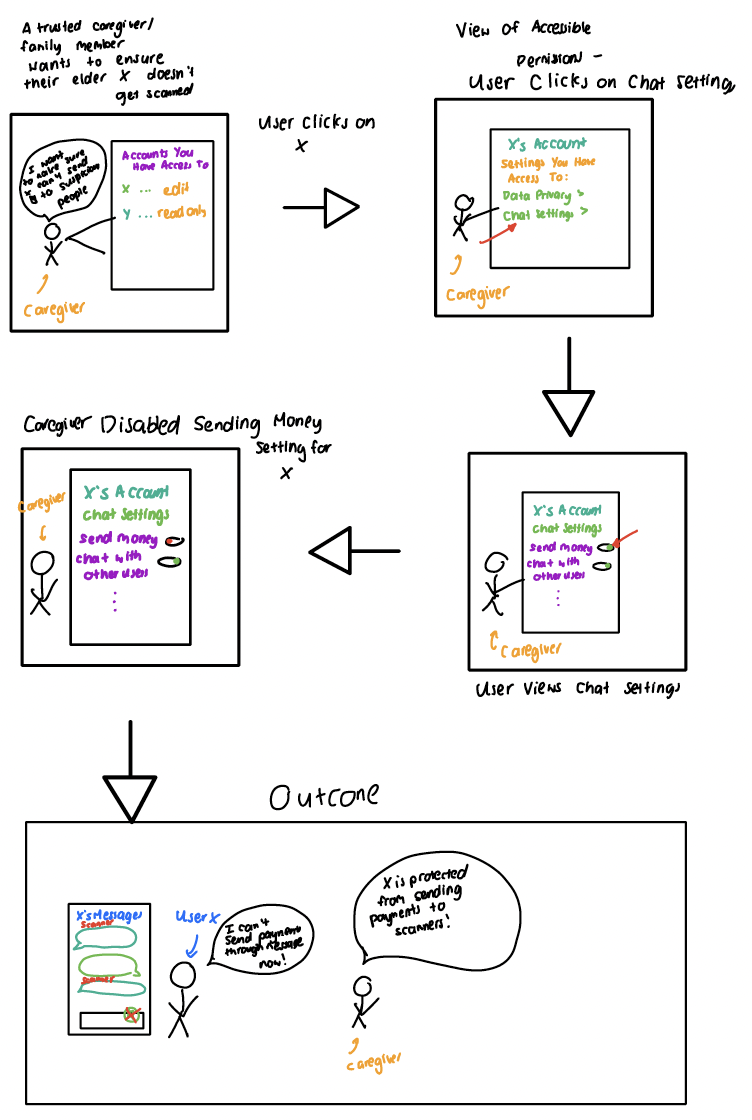 A trusted caregiver/
family member
wants to ensure
their elder X doesn't
get scammed
I want
to make sure
X can't send
$ to suspicious
people
Accounts You
Have Access To
X ... edit
Y ... read only
Caregiver
User Clicks on
X
View of Accessible
Permissions -
User Clicks on Chat Setting
X's Account
Settings You Have
Access To:
Data Privacy >
Chat Settings >
Caregiver
X's Account
Chat Settings
Send money
chat with
other users
Caregiver
User Views Chat Settings
Caregiver Disabled Sending Money
Setting for
X
Caregiver
X's Account
Chat Settings
Send money
chat with
other users
Outcome
X's Messages
Scammer
Scammer
User X
I can't
send payments
through message
now!
X is protected
from sending
payments to
scammers!
Caregiver